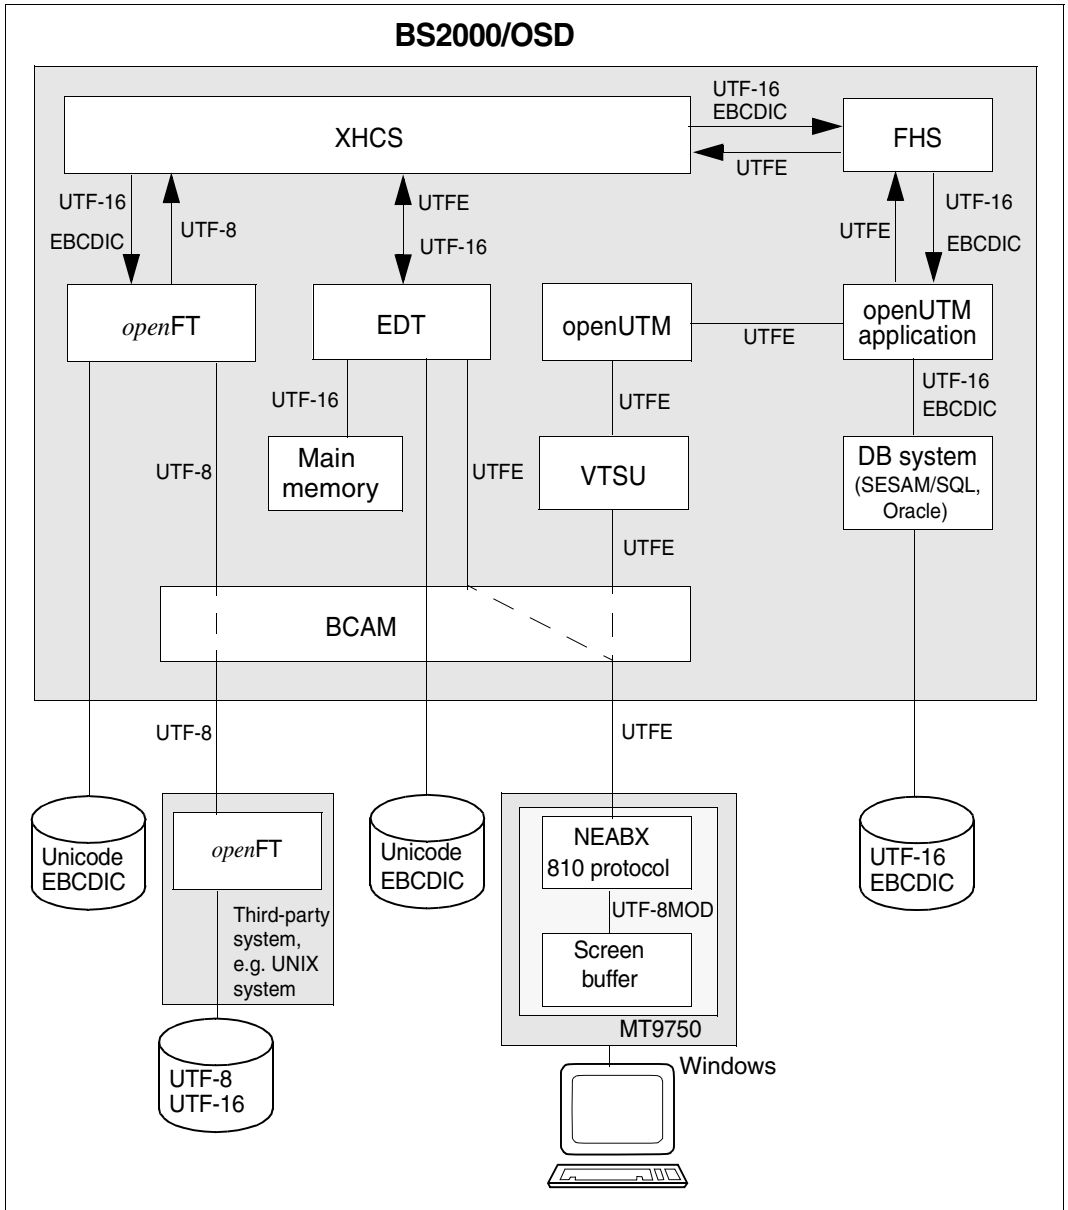 BS2000/OSD
XHCS
UTF-16
EBCDIC
FHS
UTFE
UTF-16
EBCDIC
UTF-8
UTFE
UTF-16
UTFE
UTF-16
EBCDIC
openFT
EDT
openUTM
UTFE
openUTM
application
UTF-16
UTFE
UTF-16
EBCDIC
UTF-8
Main
memory
UTFE
VTSU
DB system
(SESAM/SQL,
Oracle)
UTFE
BCAM
UTF-8
UTFE
Unicode
EBCDIC
openFT
Third-party
system,
e.g. UNIX
system
UTF-8
UTF-16
Unicode
EBCDIC
NEABX
810 protocol
UTF-8MOD
Screen
buffer
MT9750
Windows
UTF-16
EBCDIC